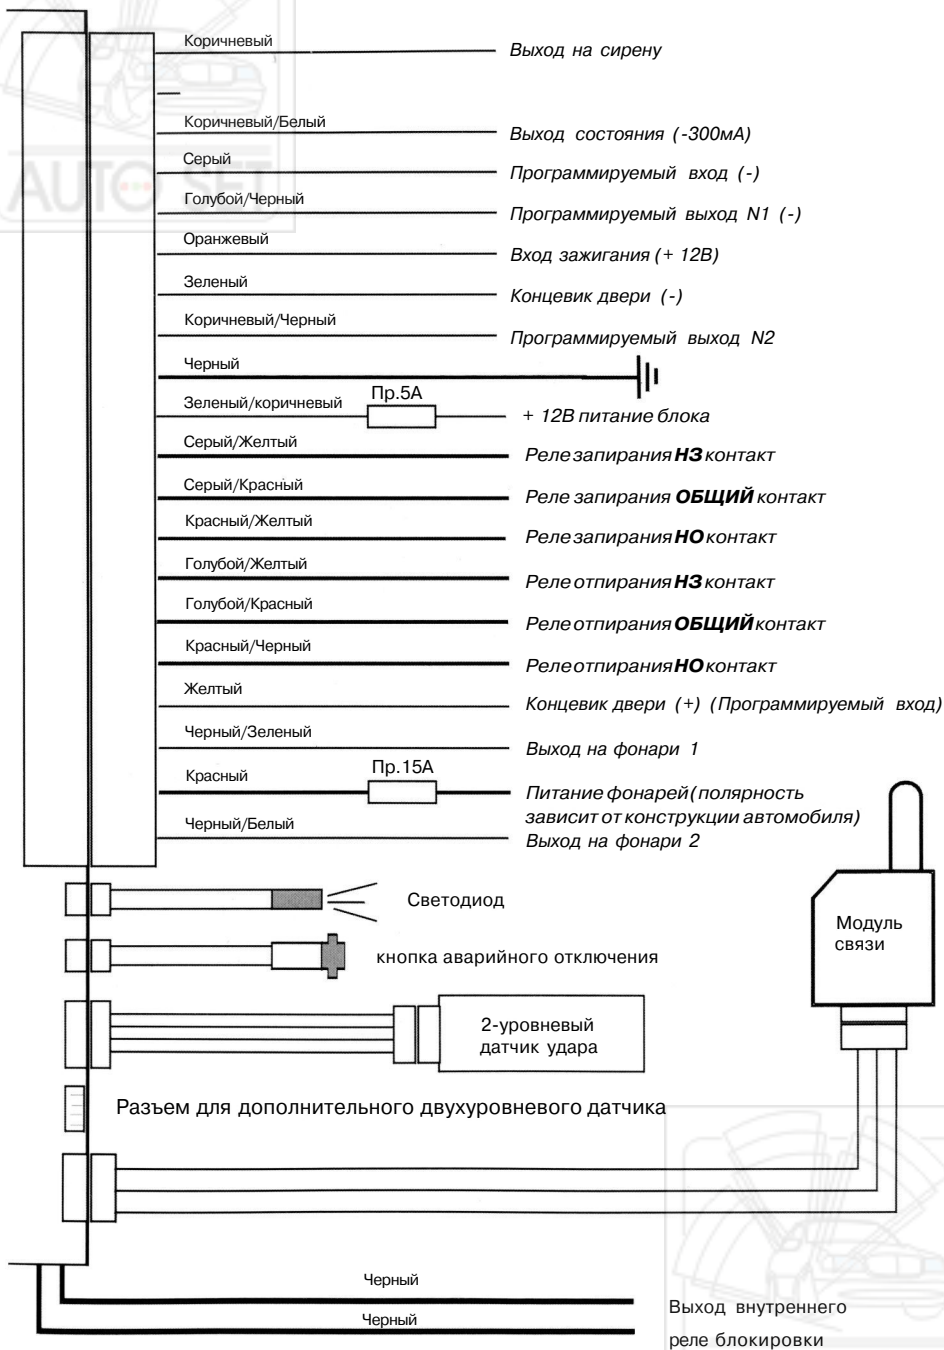 Коричневый
Выход на сирену
Коричневый/Белый
Выход состояния (-300мА)
Серый
Программируемый вход (-)
AUTO SET
Голубой/Черный
Программируемый выход N1 (-)
Оранжевый
Вход зажигания (+ 12В)
Зеленый
Концевик двери (-)
Коричневый/Черный
Программируемый выход N2
Черный
Зеленый/коричневый
Пр.5А
+ 12В питание блока
Серый/Желтый
Реле запирания НЗ контакт
Серый/Красный
Реле запирания ОБЩИЙ контакт
Красный/Желтый
Реле запирания НО контакт
Голубой/Желтый
Реле отпирания НЗ контакт
Голубой/Красный
Реле отпирания ОБЩИЙ контакт
Красный/Черный
Реле отпирания НО контакт
Желтый
Концевик двери (+) (Программируемый вход)
Черный/Зеленый
Выход на фонари 1
Красный
Пр.15А
Питание фонарей (полярность
зависит от конструкции автомобиля)
Черный/Белый
Выход на фонари 2
Светодиод
Модуль
связи
кнопка аварийного отключения
2-уровневый
датчик удара
Разъем для дополнительного двухуровневого датчика
Черный
Черный
Выход внутреннего
реле блокировки